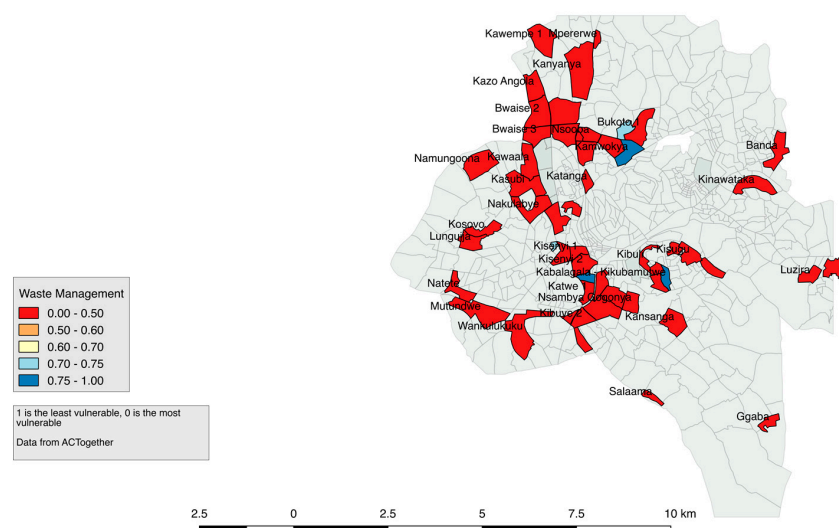 Kawempe 1 Mpererwe
Kanyanya
Kazo Angola
Bwaise 2
Bukoto 1
Bwaise 3 Nsooba
Kamwokya
Banda
Namungoona Kawaala
Kasubi Katanga
Kinawataka
Nakulabye
Kosovo
Lunguja
Kisenyi 1
Kibuli Kisugu
Kisenyi 2
Kabalagala Kikubamutwe
Luzira
Natete
Katwe
Nsambya Gogonya
Mutundwe
Kibuye 2
Kansanga
Wankulukuku
Salaama
Ggaba
Waste Management
0.00 - 0.50
0.50 - 0.60
0.60 - 0.70
0.70 - 0.75
0.75 - 1.00
1 is the least vulnerable, 0 is the most
vulnerable
Data from ACTogether
2.5 0 2.5 5 7.5 10 km